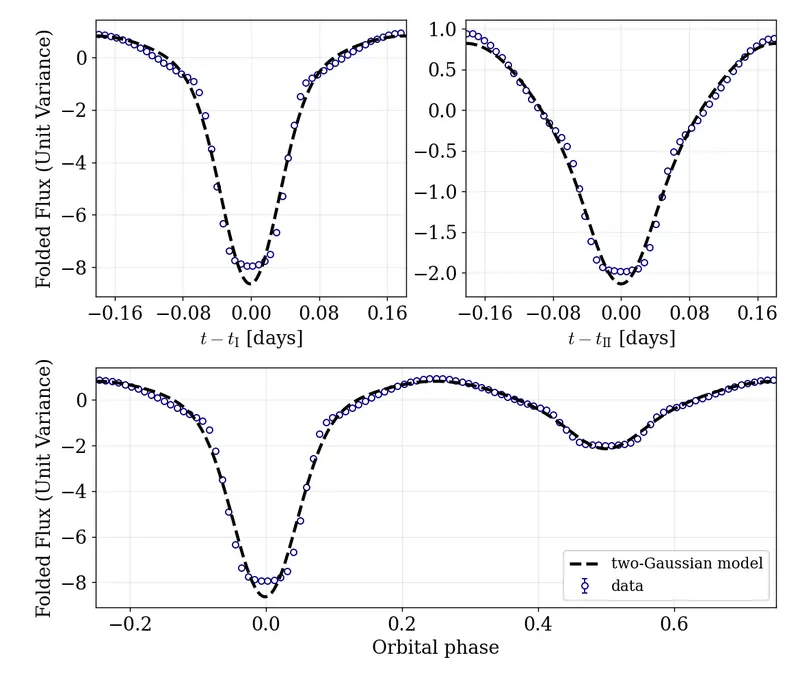 Folded Flux (Unit Variance)
0
−2
−4
−6
−8
−0.16 −0.08 0.00 0.08 0.16
t − tI [days]
1.0
0.5
0.0
−0.5
−1.0
−1.5
−2.0
−0.16 −0.08 0.00 0.08 0.16
t − tII [days]
Folded Flux (Unit Variance)
0
−2
−4
−6
−8
−0.2 0.0 0.2 0.4 0.6
Orbital phase
two-Gaussian model
data